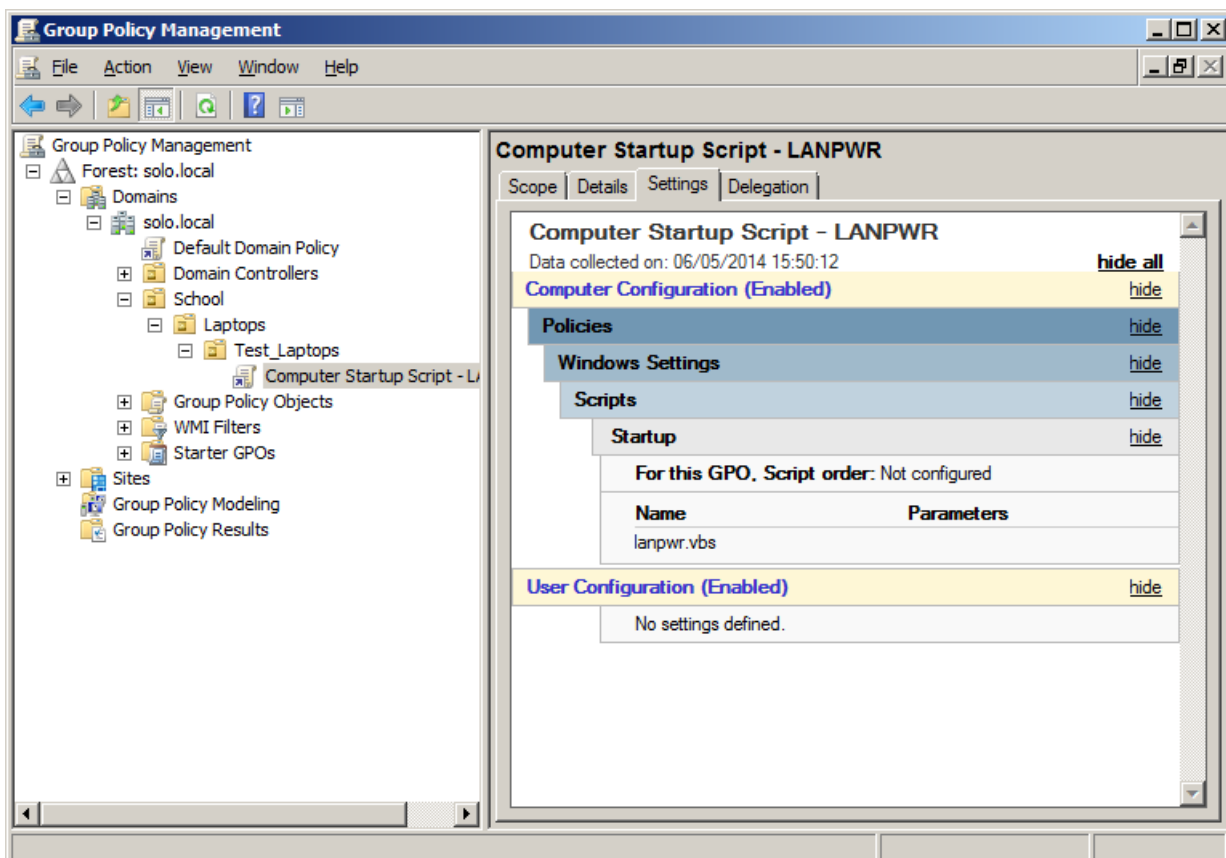 Group Policy Management
File Action View Window Help
Group Policy Management
Forest: solo.local
Domains
solo.local
Default Domain Policy
Domain Controllers
School
Laptops
Test_Laptops
Computer Startup Script - LA
Group Policy Objects
WMI Filters
Starter GPOs
Sites
Group Policy Modeling
Group Policy Results
Computer Startup Script - LANPWR
Scope Details Settings Delegation
Computer Startup Script - LANPWR
Data collected on: 06/05/2014 15:50:12 hide all
Computer Configuration (Enabled) hide
Policies hide
Windows Settings hide
Scripts hide
Startup hide
For this GPO, Script order: Not configured
Name Parameters
lanpwr.vbs
User Configuration (Enabled) hide
No settings defined.